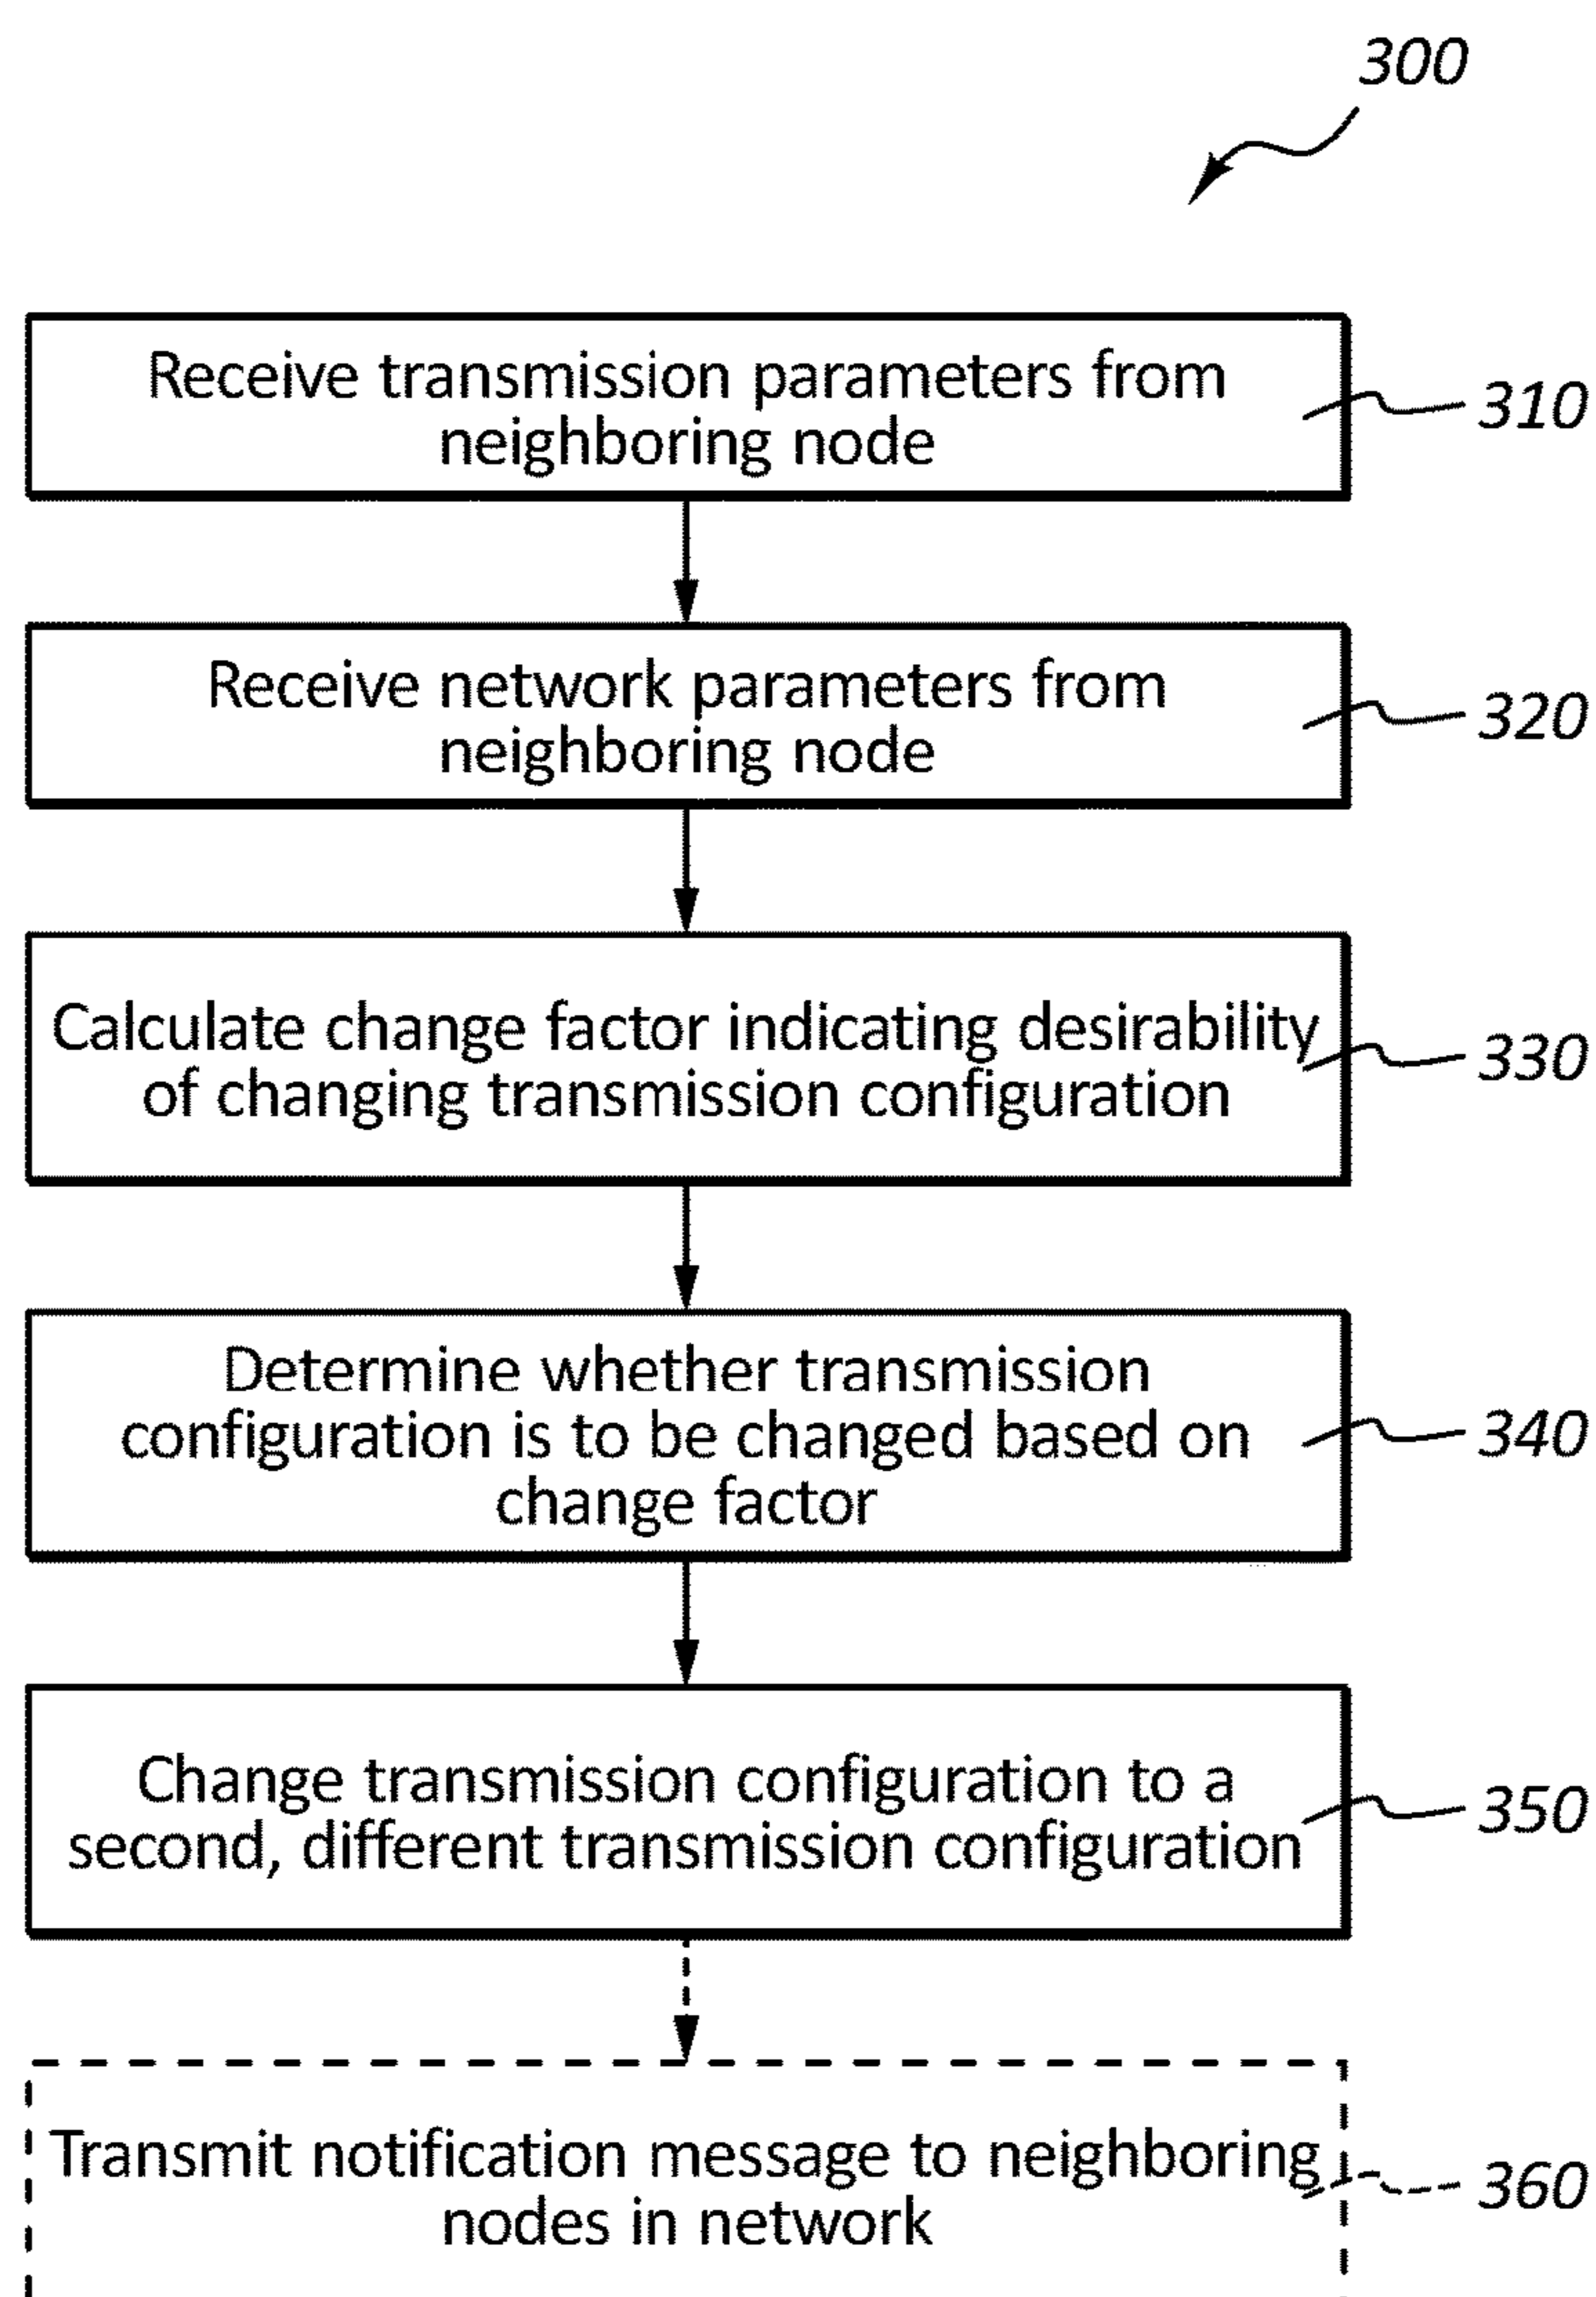 300
Receive transmission parameters from
neighboring node
310
Receive network parameters from
neighboring node
320
Calculate change factor indicating desirability
of changing transmission configuration
330
Determine whether transmission
configuration is to be changed based on
change factor
340
Change transmission configuration to a
second, different transmission configuration
350
Transmit notification message to neighboring
nodes in network
360